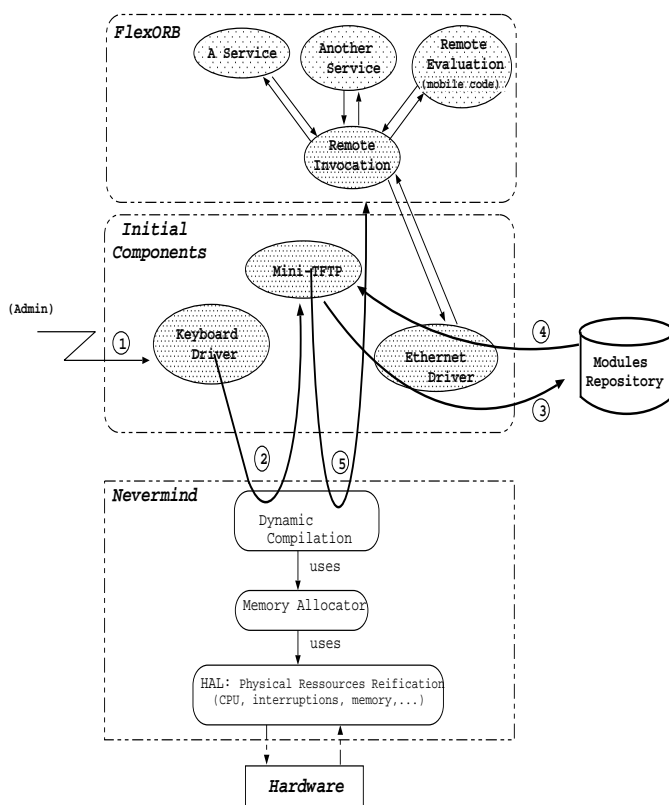 FlexORB
A Service
Another
Service
Remote
Evaluation
(mobile code)
Remote
Invocation
Initial
Components
Mini-TFTP
(Admin)
1
Keyboard
Driver
Ethernet
Driver
4
Modules
Repository
3
2
5
Nevermind
Dynamic
Compilation
uses
Memory Allocator
uses
HAL: Physical Ressources Reification
(CPU, interruptions, memory,...)
Hardware